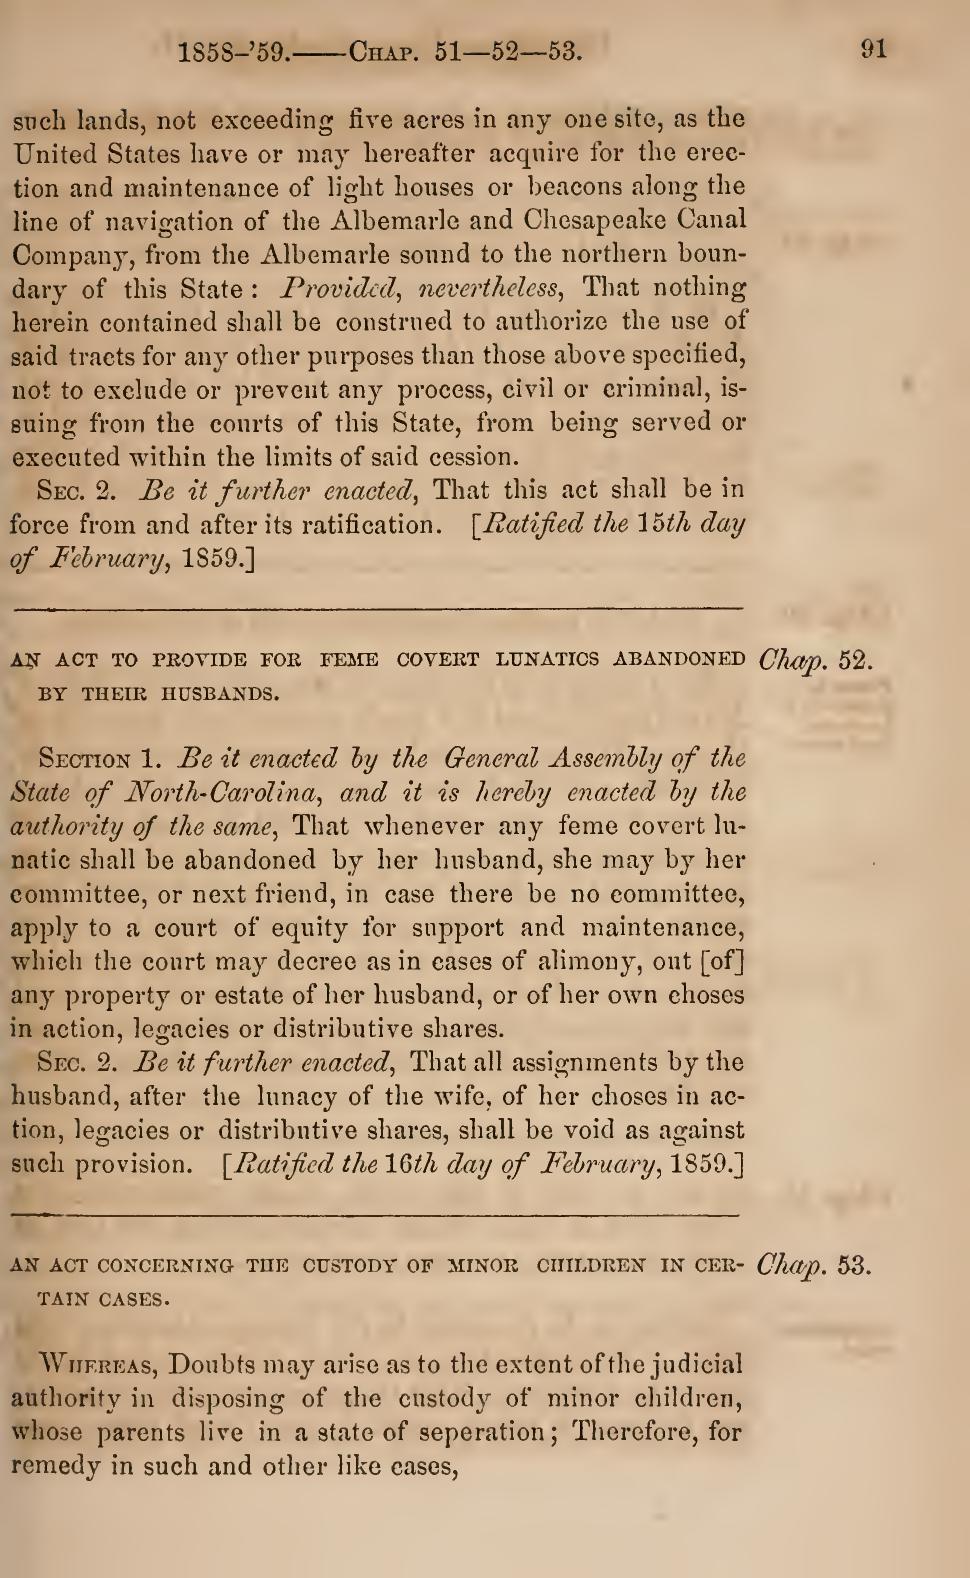 1858–'59.——Chap. 51—52—53. 91
such lands, not exceeding five acres in any one site, as the
United States have or may hereafter acquire for the erec-
tion and maintenance of light houses or beacons along the
line of navigation of the Albemarle and Chesapeake Canal
Company, from the Albemarle sound to the northern boun-
dary of this State : Provided, nevertheless, That nothing
herein contained shall be construed to authorize the use of
said tracts for any other purposes than those above specified,
not to exclude or prevent any process, civil or criminal, is-
suing from the courts of this State, from being served or
executed within the limits of said cession.
Sec. 2. Be it further enacted, That this act shall be in
force from and after its ratification. [Ratified the 15th day
of February, 1859.]
AN ACT TO PROVIDE FOR FEME COVERT LUNATICS ABANDONED Chap. 52.
BY THEIR HUSBANDS.
Section 1. Be it enacted by the General Assembly of the
State of North-Carolina, and it is hereby enacted by the
authority of the same, That whenever any feme covert lu-
natic shall be abandoned by her husband, she may by her
committee, or next friend, in case there be no committee,
apply to a court of equity for support and maintenance,
which the court may decree as in cases of alimony, out [of]
any property or estate of her husband, or of her own choses
in action, legacies or distributive shares.
Sec. 2. Be it further enacted, That all assignments by the
husband, after the lunacy of the wife, of her choses in ac-
tion, legacies or distributive shares, shall be void as against
such provision. [Ratified the 16th day of February, 1859.]
AN ACT CONCERNING THE CUSTODY OF MINOR CHILDREN IN CER- Chap. 53.
TAIN CASES.
Whereas, Doubts may arise as to the extent of the judicial
authority in disposing of the custody of minor children,
whose parents live in a state of seperation ; Therefore, for
remedy in such and other like cases,